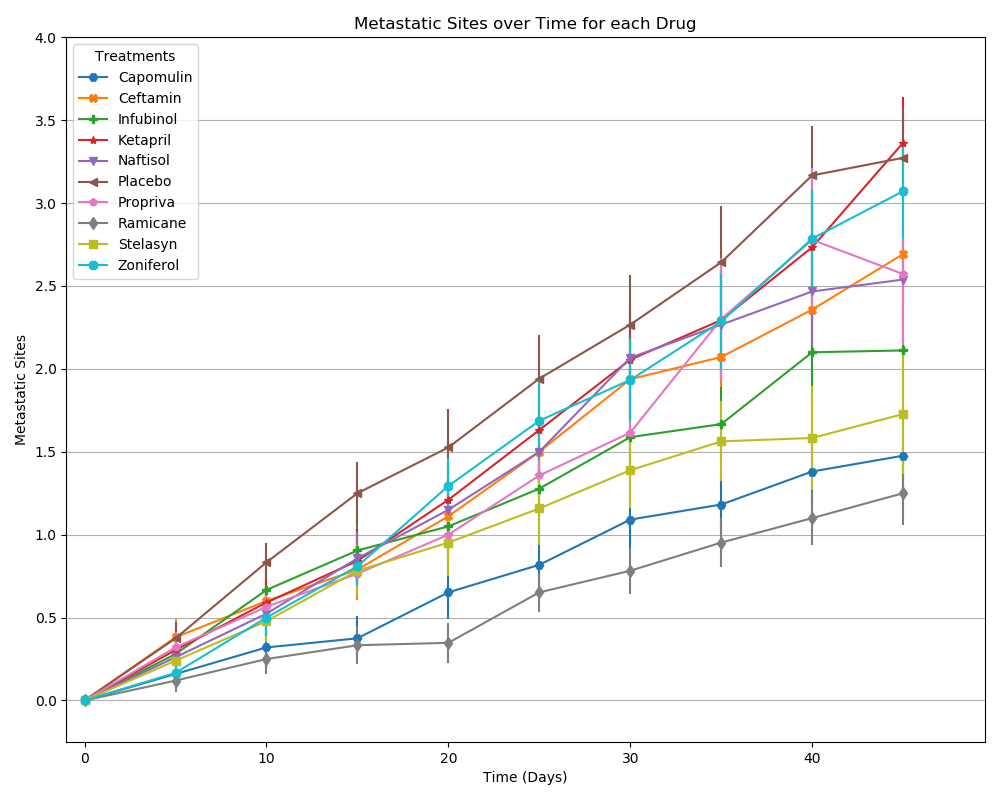 Metastatic Sites over Time for each Drug
Metastatic Sites
4.0
3.5
3.0
2.5
2.0
1.5
1.0
0.5
0.0
Treatments
Capomulin
Ceftamin
Infubinol
Ketapril
Naftisol
Placebo
Propriva
Ramicane
Stelasyn
Zoniferol
0
10
20
30
40
Time (Days)